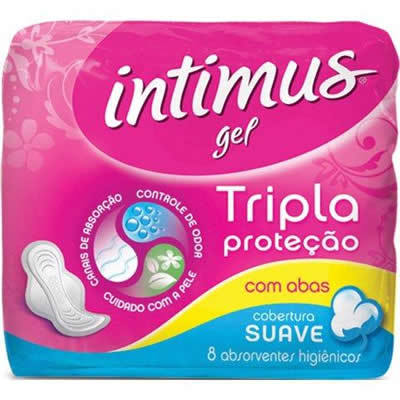 intimus®
gel
Tripla
proteção
CANAIS DE ABSORÇÃO
CONTROLE DE ODOR
CUIDADO COM A PELE
com abas
cobertura
SUAVE
8 absorventes higiênicos